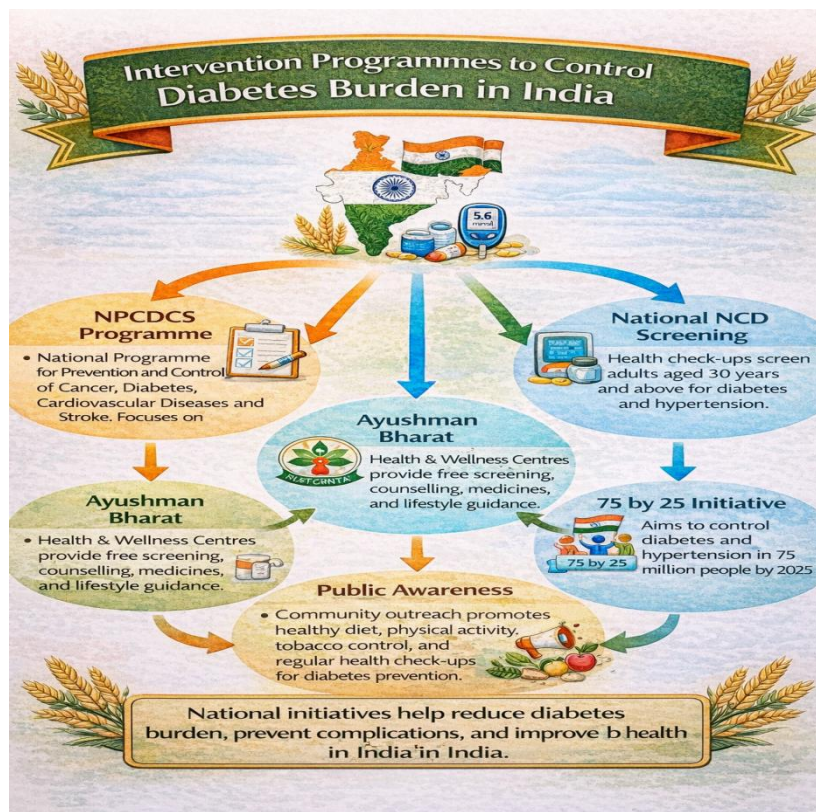 Intervention Programmes to Control
Diabetes Burden in India
5.6
NPCDCS
Programme
• National Programme
for Prevention and Control
of Cancer, Diabetes,
Cardiovascular Diseases and
Stroke. Focuses on
National NCD
Screening
Health check-ups screen
adults aged 30 years
and above for diabetes
and hypertension.
Ayushman
Bharat
Health & Wellness Centres
provide free screening,
counselling, medicines,
and lifestyle guidance.
Ayushman
Bharat
• Health & Wellness Centres
provide free screening,
counselling, medicines,
and lifestyle guidance.
75 by 25 Initiative
Aims to control
diabetes and
hypertension in 75
million people by 2025
75 by 25
Public Awareness
• Community outreach promotes
healthy diet, physical activity.
tobacco control, and
regular health check-ups
for diabetes prevention.
National initiatives help reduce diabetes
burden, prevent complications, and improve b health
in India'in India.